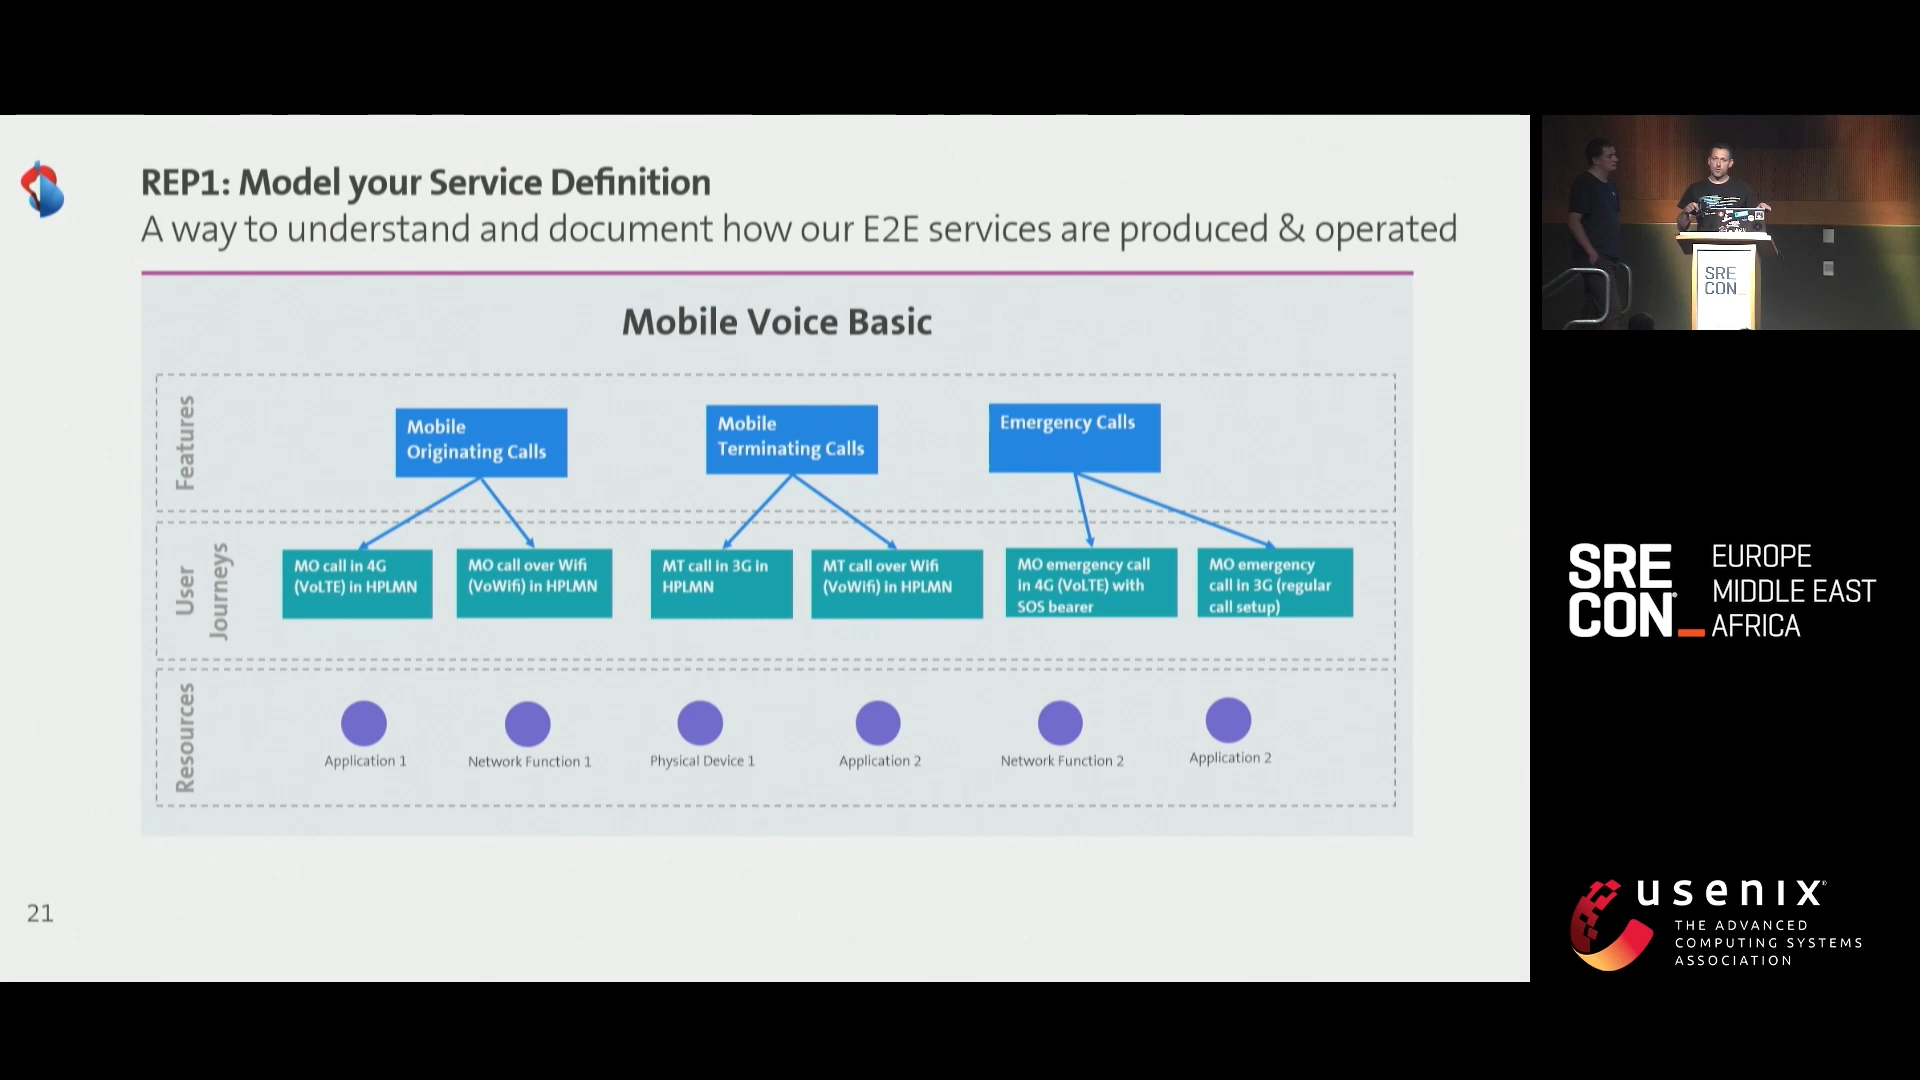 REP1: Model your Service Definition
A way to understand and document how our E2E services are produced & operated
Mobile Voice Basic
Features
Mobile
Originating Calls
Mobile
Terminating Calls
Emergency Calls
User
Journeys
MO call in 4G
(VoLTE) in HPLMN
MO call over Wifi
(VoWifi) in HPLMN
MT call in 3G in
HPLMN
MT call over Wifi
(VoWifi) in HPLMN
MO emergency call
in 4G (VoLTE) with
SOS bearer
MO emergency
call in 3G (regular
call setup)
Resources
Application 1
Network Function 1
Physical Device 1
Application 2
Network Function 2
Application 2
21
SRE
CON_
SRE
CON_
EUROPE
MIDDLE EAST
AFRICA
usenix
THE ADVANCED
COMPUTING SYSTEMS
ASSOCIATION